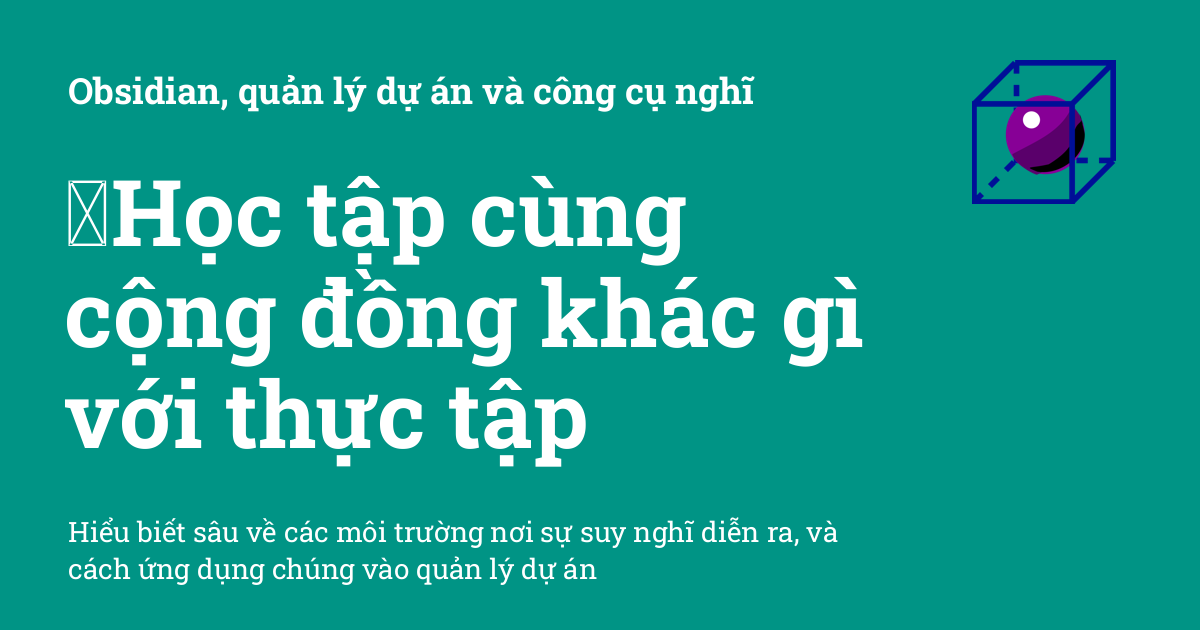 Obsidian, quản lý dự án và công cụ nghĩ
Học tập cùng
cộng đồng khác gì
với thực tập
Hiểu biết sâu về các môi trường nơi sự suy nghĩ diễn ra, và
cách ứng dụng chúng vào quản lý dự án